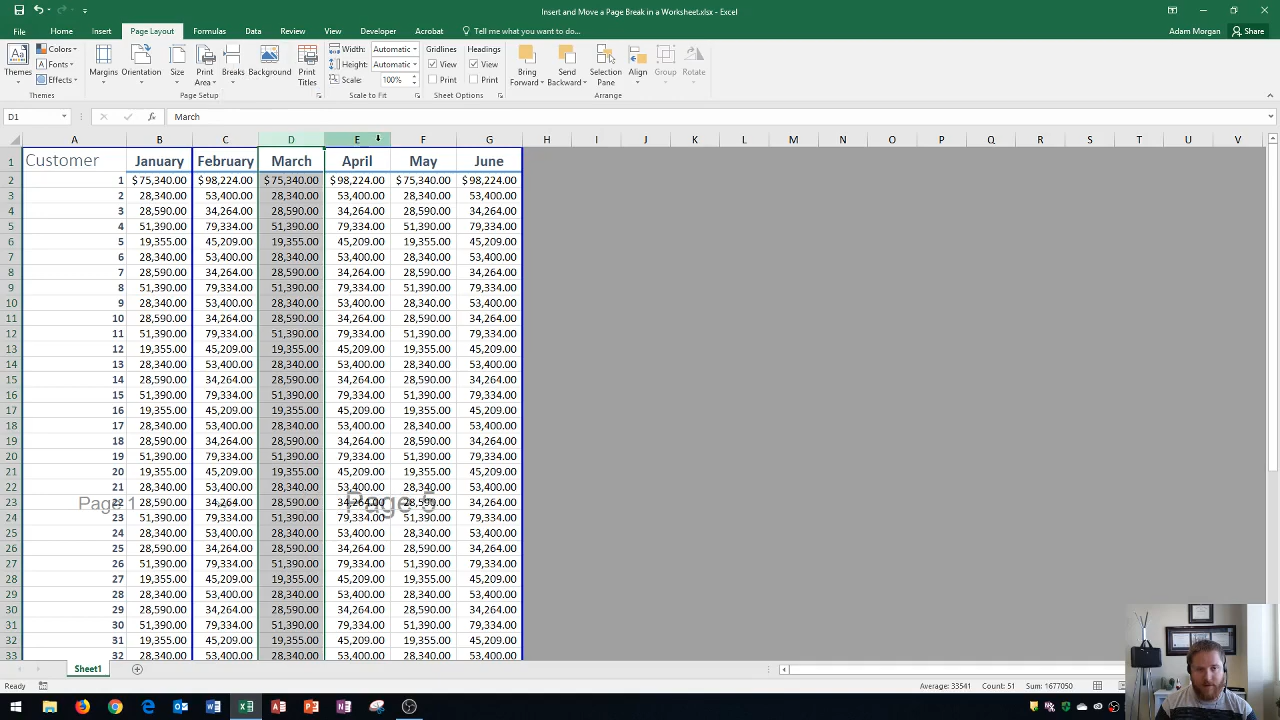 Insert and Move a Page Break in a Worksheet.xlsx - Excel
File Home Insert Page Layout Formulas Data Review View Developer Acrobat Tell me what you want to do... Adam Morgan Share
Themes Colors Fonts Effects Margins Orientation Size Print Area Breaks Background Print Titles Width: Automatic Height: Automatic Scale: 100% Gridlines View Print Headings View Print Bring Forward Send Backward Selection Pane Align Group Rotate
Themes Page Setup Scale to Fit Sheet Options Arrange
D1 fx March
A B C D E F G H I J K L M N O P Q R S T U V
1 Customer January February March April May June
2 1 $ 75,340.00 $ 98,224.00 $ 75,340.00 $ 98,224.00 $ 75,340.00 $ 98,224.00
3 2 28,340.00 53,400.00 28,340.00 53,400.00 28,340.00 53,400.00
4 3 28,590.00 34,264.00 28,590.00 34,264.00 28,590.00 34,264.00
5 4 51,390.00 79,334.00 51,390.00 79,334.00 51,390.00 79,334.00
6 5 19,355.00 45,209.00 19,355.00 45,209.00 19,355.00 45,209.00
7 6 28,340.00 53,400.00 28,340.00 53,400.00 28,340.00 53,400.00
8 7 28,590.00 34,264.00 28,590.00 34,264.00 28,590.00 34,264.00
9 8 51,390.00 79,334.00 51,390.00 79,334.00 51,390.00 79,334.00
10 9 28,340.00 53,400.00 28,340.00 53,400.00 28,340.00 53,400.00
11 10 28,590.00 34,264.00 28,590.00 34,264.00 28,590.00 34,264.00
12 11 51,390.00 79,334.00 51,390.00 79,334.00 51,390.00 79,334.00
13 12 19,355.00 45,209.00 19,355.00 45,209.00 19,355.00 45,209.00
14 13 28,340.00 53,400.00 28,340.00 53,400.00 28,340.00 53,400.00
15 14 28,590.00 34,264.00 28,590.00 34,264.00 28,590.00 34,264.00
16 15 51,390.00 79,334.00 51,390.00 79,334.00 51,390.00 79,334.00
17 16 19,355.00 45,209.00 19,355.00 45,209.00 19,355.00 45,209.00
18 17 28,340.00 53,400.00 28,340.00 53,400.00 28,340.00 53,400.00
19 18 28,590.00 34,264.00 28,590.00 34,264.00 28,590.00 34,264.00
20 19 51,390.00 79,334.00 51,390.00 79,334.00 51,390.00 79,334.00
21 20 19,355.00 45,209.00 19,355.00 45,209.00 19,355.00 45,209.00
22 21 28,340.00 53,400.00 28,340.00 53,400.00 28,340.00 53,400.00
23 22 28,590.00 34,264.00 28,590.00 34,264.00 28,590.00 34,264.00
Page 1 Page 5
24 23 51,390.00 79,334.00 51,390.00 79,334.00 51,390.00 79,334.00
25 24 28,340.00 53,400.00 28,340.00 53,400.00 28,340.00 53,400.00
26 25 28,590.00 34,264.00 28,590.00 34,264.00 28,590.00 34,264.00
27 26 51,390.00 79,334.00 51,390.00 79,334.00 51,390.00 79,334.00
28 27 19,355.00 45,209.00 19,355.00 45,209.00 19,355.00 45,209.00
29 28 28,340.00 53,400.00 28,340.00 53,400.00 28,340.00 53,400.00
30 29 28,590.00 34,264.00 28,590.00 34,264.00 28,590.00 34,264.00
31 30 51,390.00 79,334.00 51,390.00 79,334.00 51,390.00 79,334.00
32 31 19,355.00 45,209.00 19,355.00 45,209.00 19,355.00 45,209.00
33 32 28,340.00 53,400.00 28,340.00 53,400.00 28,340.00 53,400.00
Sheet1
Ready Average: 33541 Count: 51 Sum: 1677050